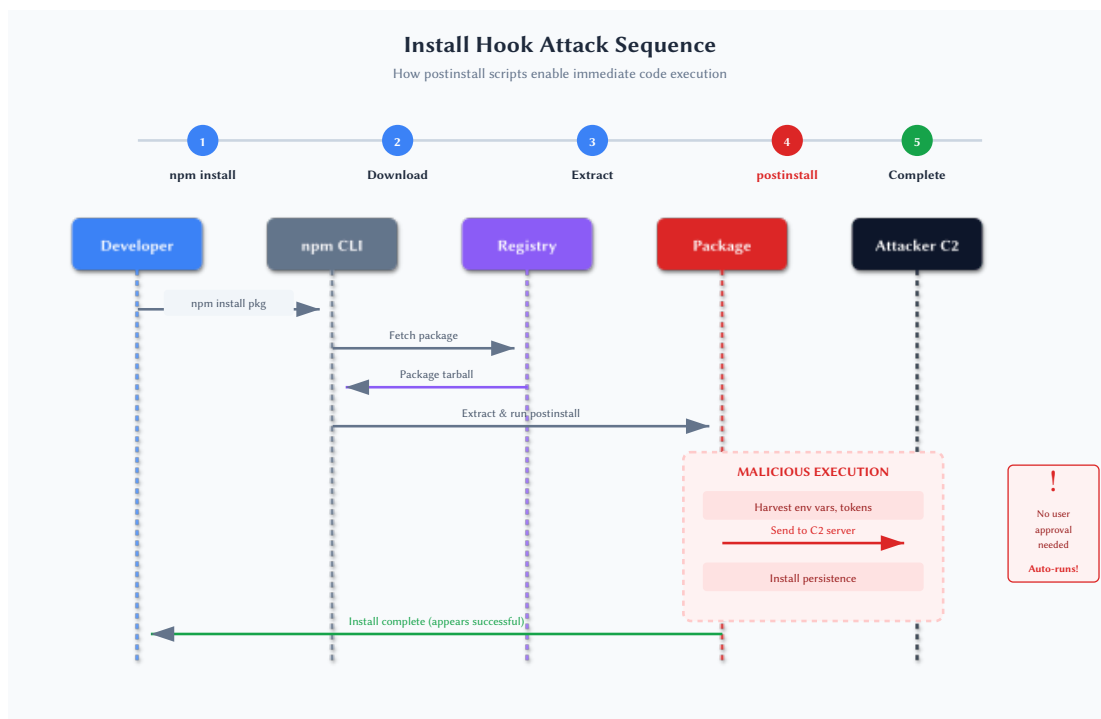 Install Hook Attack Sequence
How postinstall scripts enable immediate code execution
1
2
3
4
5
npm install
Download
Extract
postinstall
Complete
Developer
npm CLI
Registry
Package
Attacker C2
npm install pkg
Fetch package
Package tarball
Extract & run postinstall
MALICIOUS EXECUTION
Harvest env vars, tokens
Send to C2 server
Install persistence
!
No user
approval
needed
Auto-runs!
Install complete (appears successful)